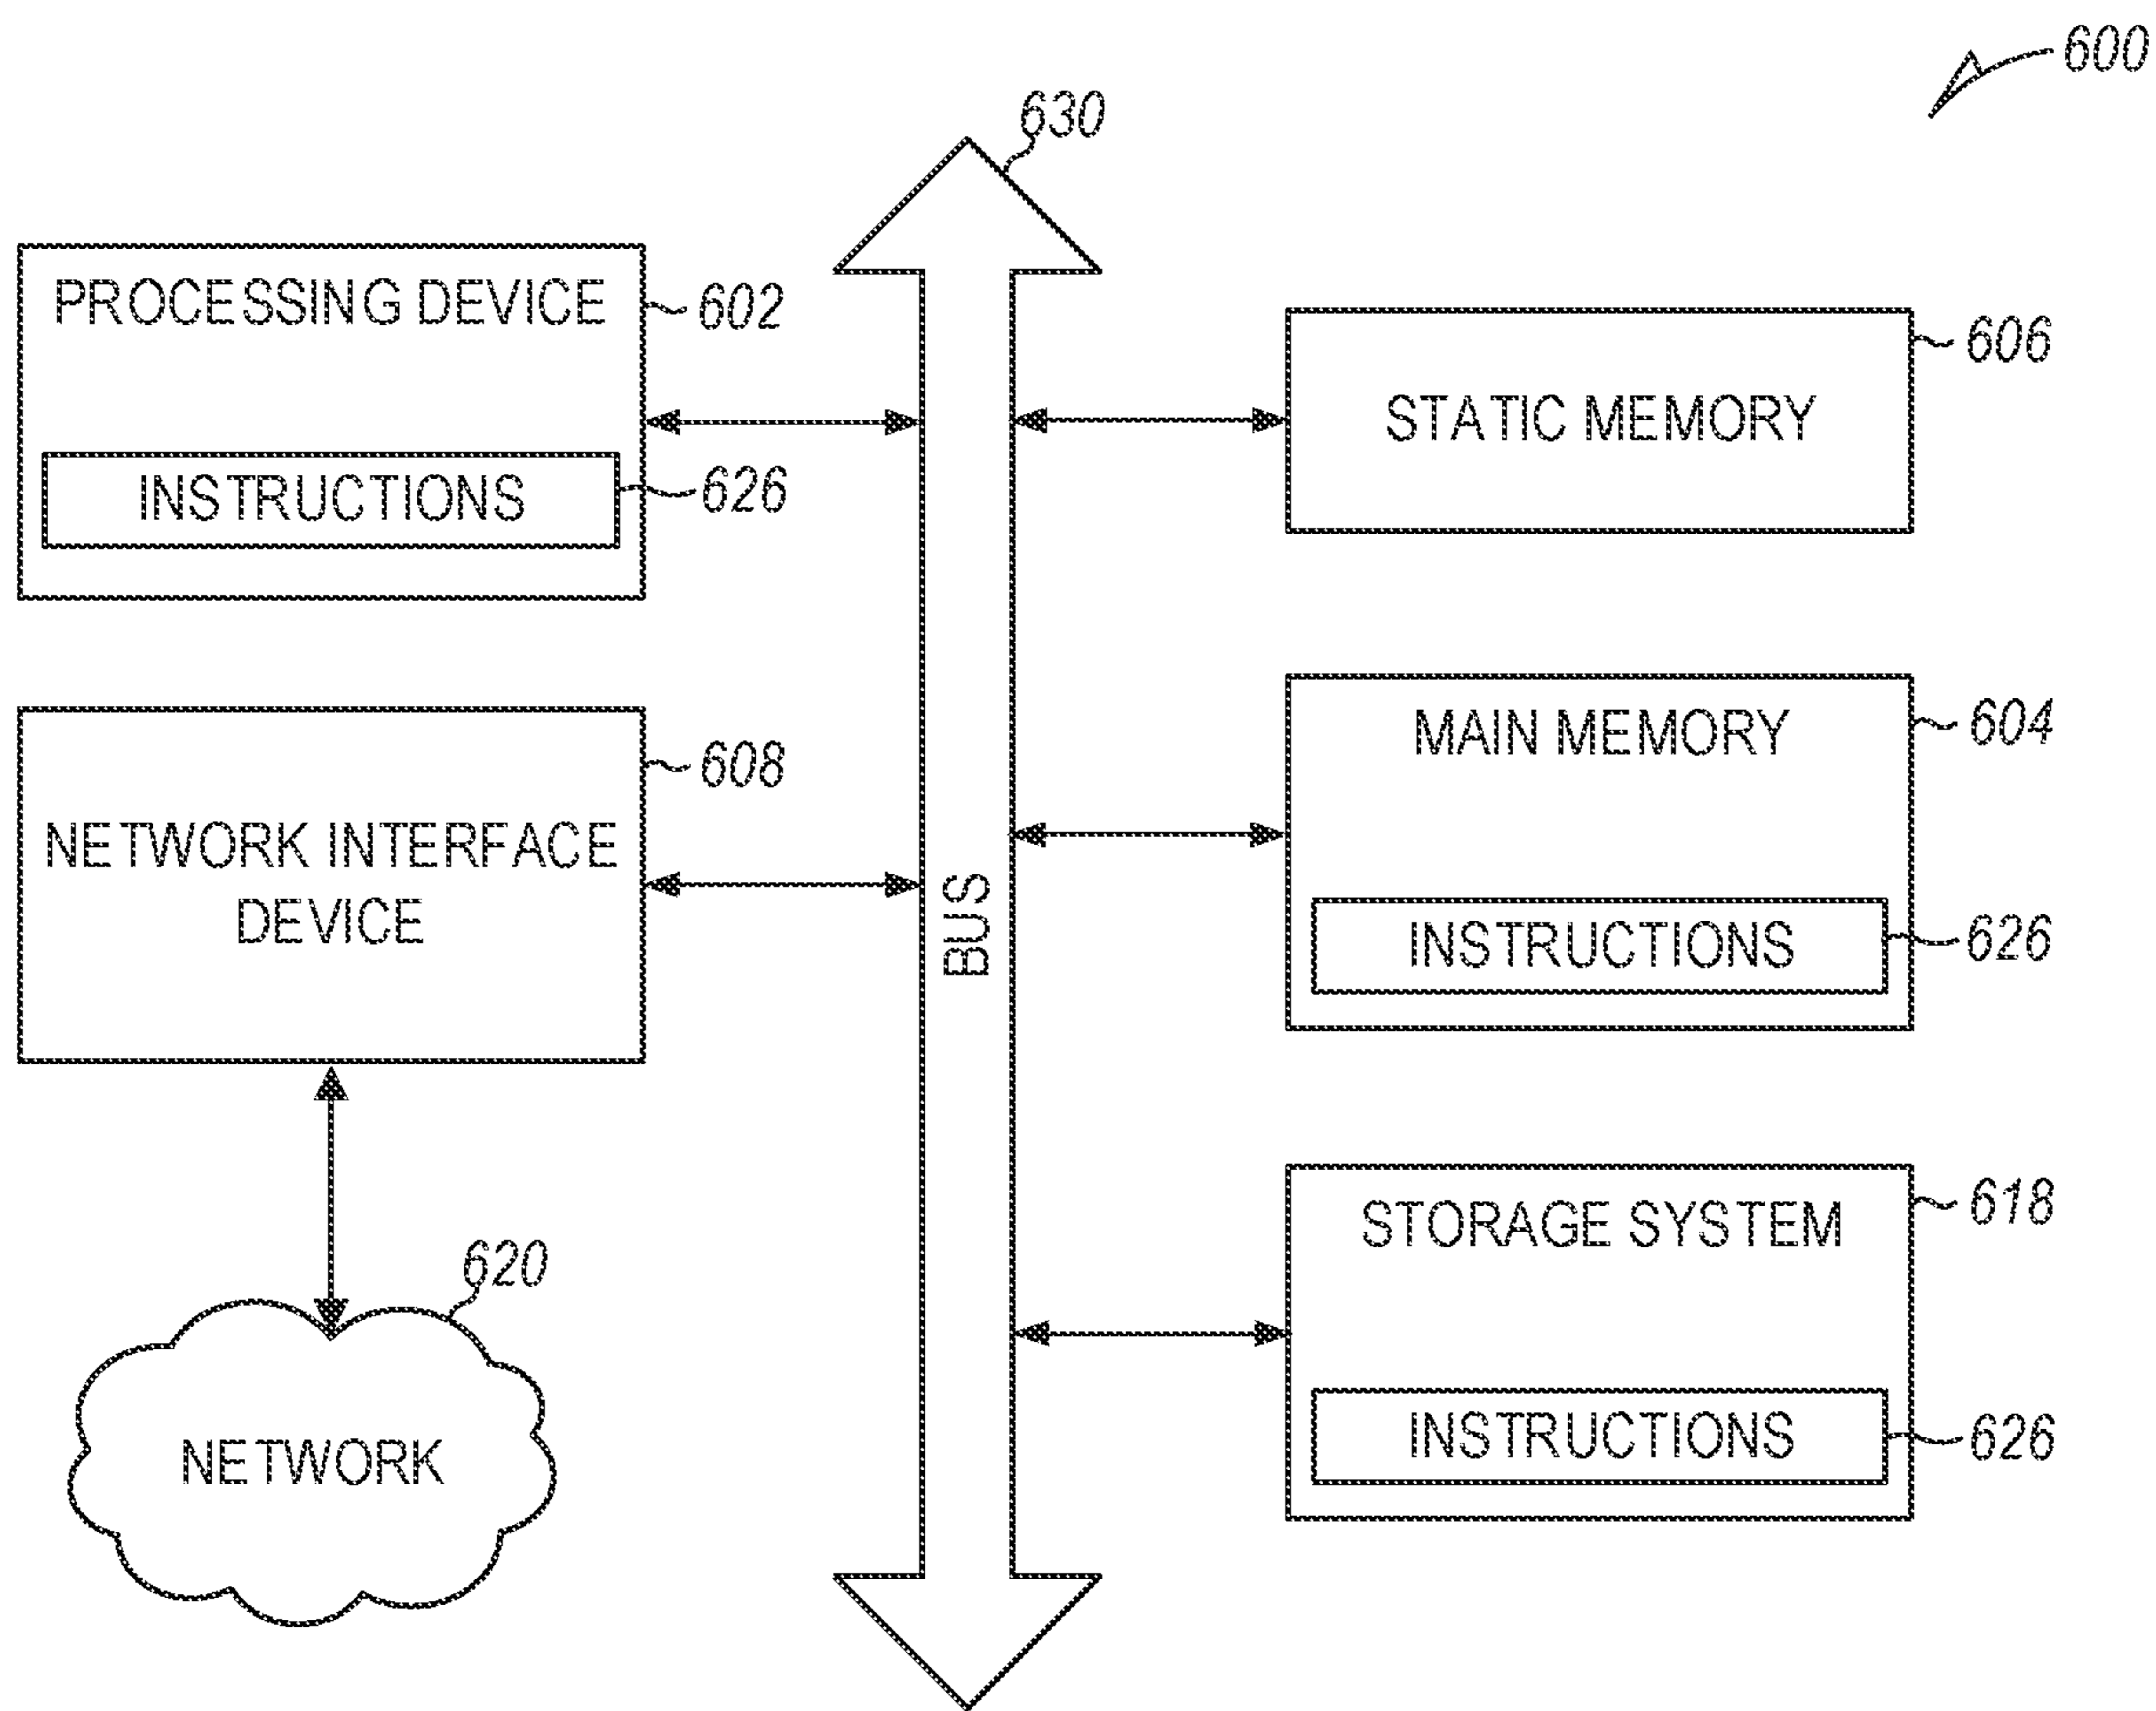 600
630
PROCESSING DEVICE
602
INSTRUCTIONS
626
STATIC MEMORY
606
NETWORK INTERFACE
DEVICE
608
BUS
MAIN MEMORY
604
INSTRUCTIONS
626
STORAGE SYSTEM
618
INSTRUCTIONS
626
620
NETWORK